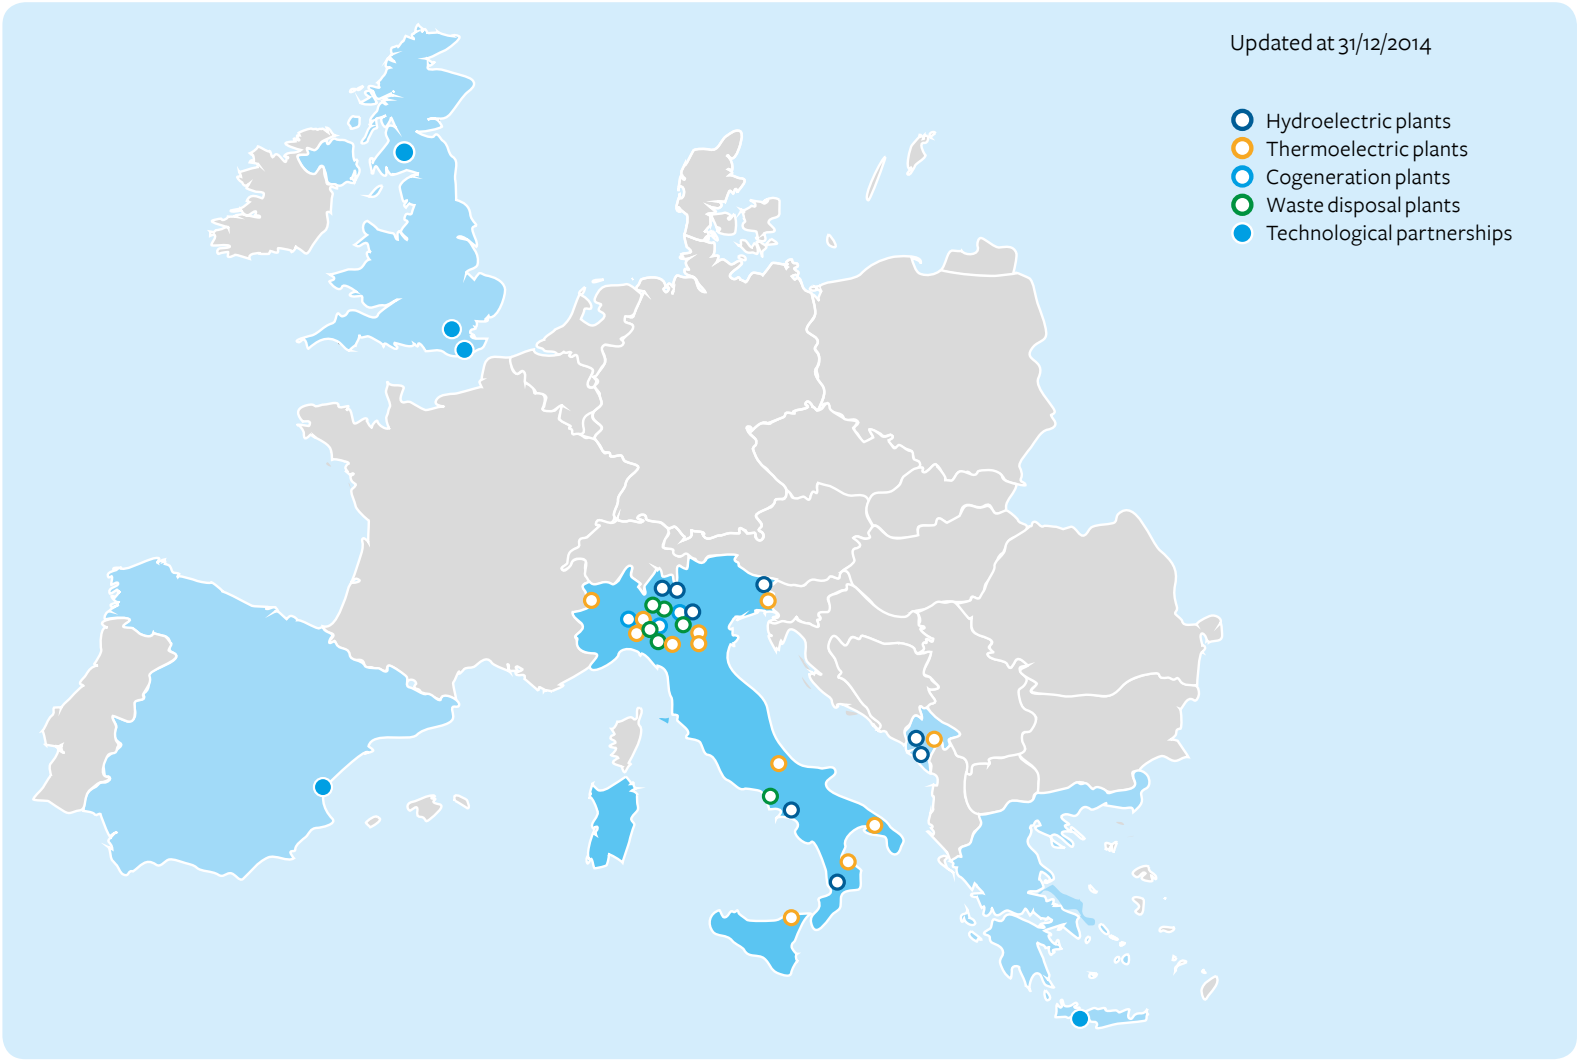 Updated at 31/12/2014
Hydroelectric plants
Thermoelectric plants
Cogeneration plants
Waste disposal plants
Technological partnerships